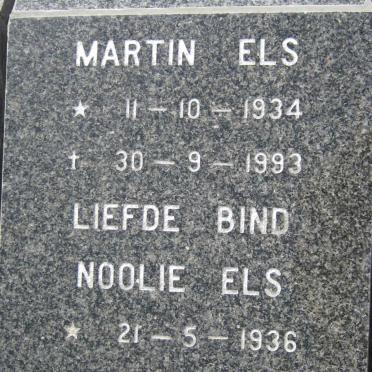 MARTIN ELS
★ 11 - 10 - 1934
† 30 - 9 - 1993
LIEFDE BIND
NOOLIE ELS
★ 21 - 5 - 1936